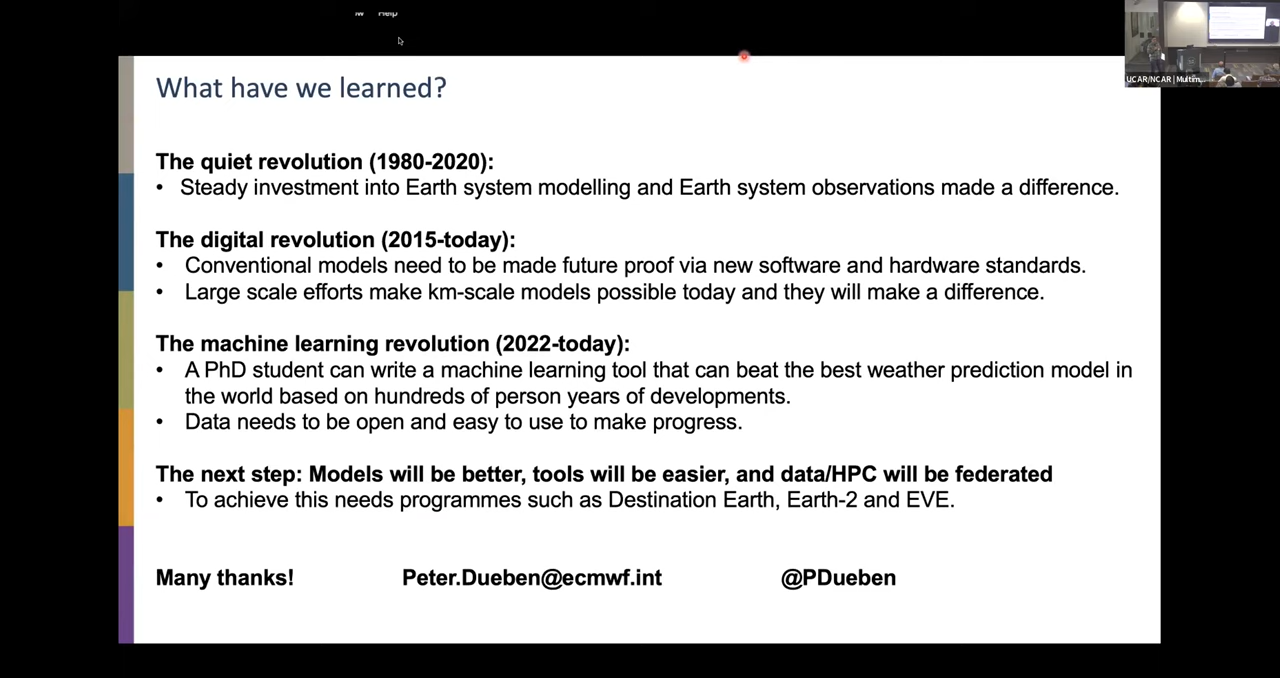 Help
UCAR/NCAR | Multim...
What have we learned?
The quiet revolution (1980-2020):
• Steady investment into Earth system modelling and Earth system observations made a difference.
The digital revolution (2015-today):
• Conventional models need to be made future proof via new software and hardware standards.
• Large scale efforts make km-scale models possible today and they will make a difference.
The machine learning revolution (2022-today):
• A PhD student can write a machine learning tool that can beat the best weather prediction model in
the world based on hundreds of person years of developments.
• Data needs to be open and easy to use to make progress.
The next step: Models will be better, tools will be easier, and data/HPC will be federated
• To achieve this needs programmes such as Destination Earth, Earth-2 and EVE.
Many thanks! Peter.Dueben@ecmwf.int @PDueben